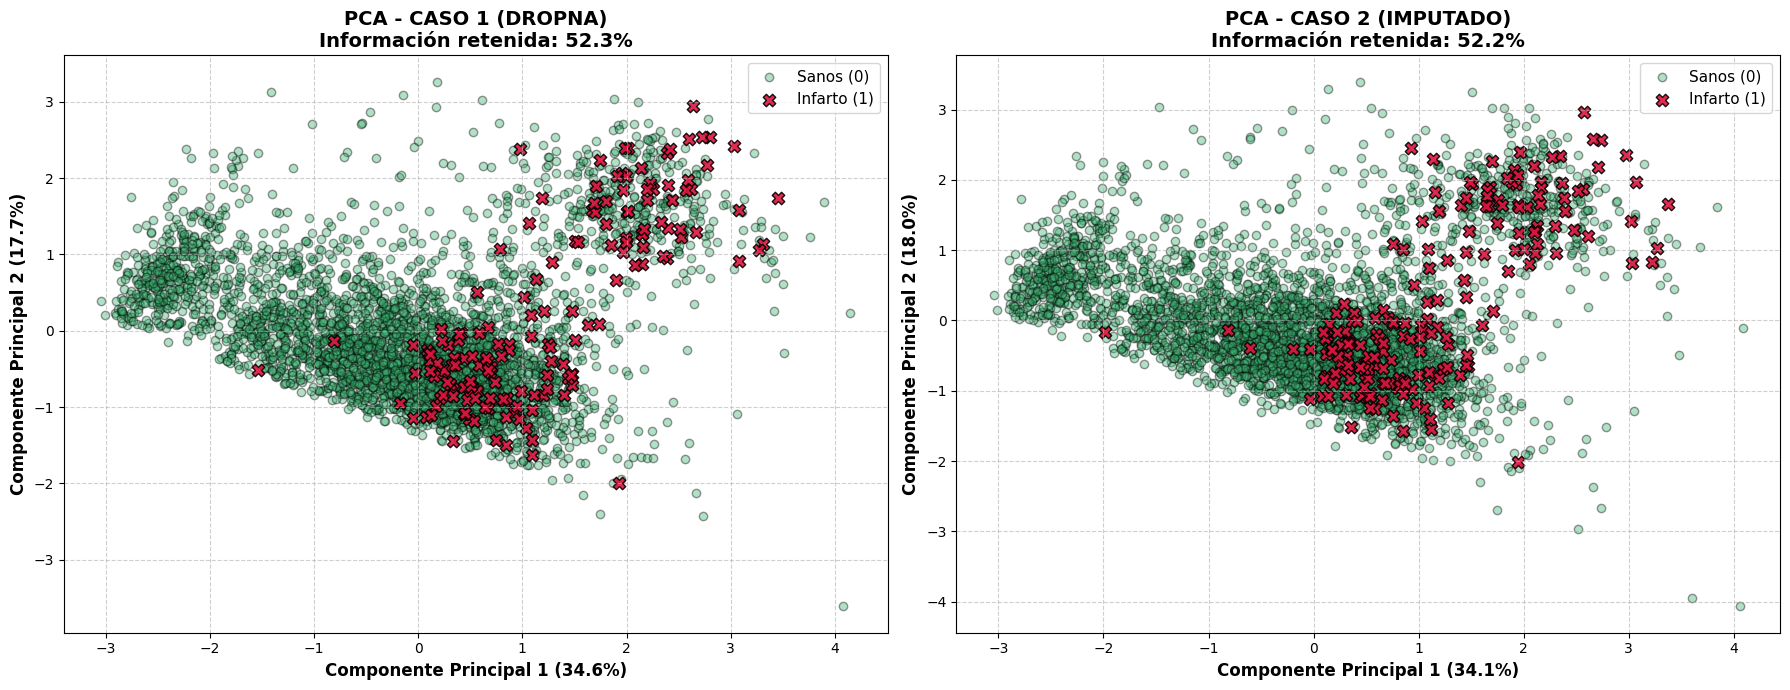 PCA - CASO 1 (DROPNA)
Información retenida: 52.3%
Sanos (0)
Infarto (1)
3
2
1
0
−1
−2
−3
Componente Principal 2 (17.7%)
−3
−2
−1
0
1
2
3
4
Componente Principal 1 (34.6%)
PCA - CASO 2 (IMPUTADO)
Información retenida: 52.2%
Sanos (0)
Infarto (1)
3
2
1
0
−1
−2
−3
−4
Componente Principal 2 (18.0%)
−3
−2
−1
0
1
2
3
4
Componente Principal 1 (34.1%)